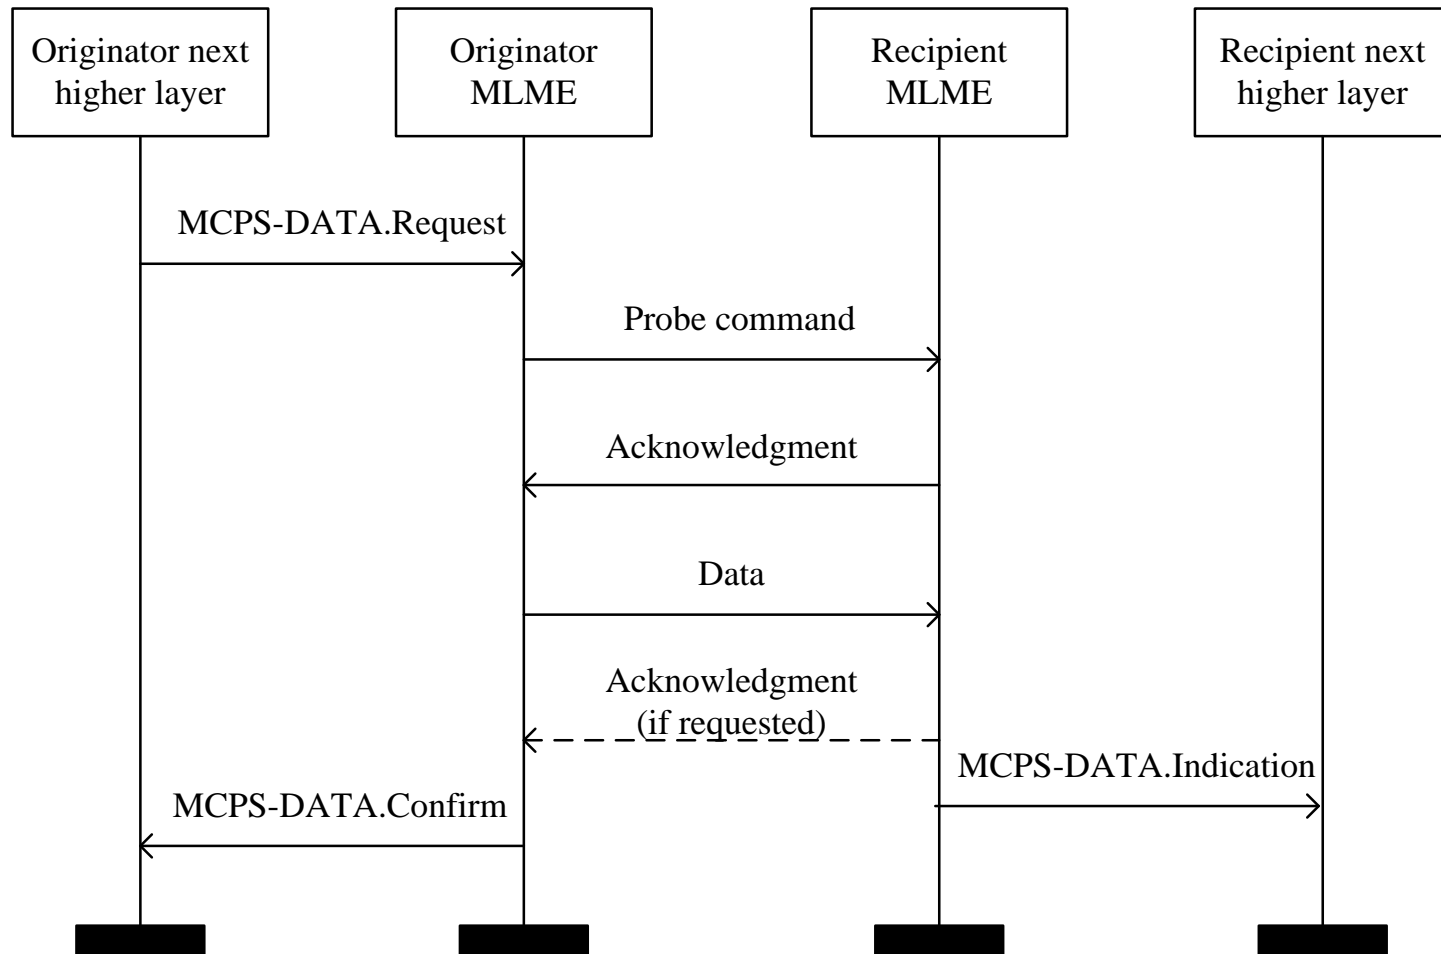 Originator next
higher layer
Originator
MLME
Recipient
MLME
Recipient next
higher layer
MCPS-DATA.Request
Probe command
Acknowledgment
Data
Acknowledgment
(if requested)
MCPS-DATA.Indication
MCPS-DATA.Confirm